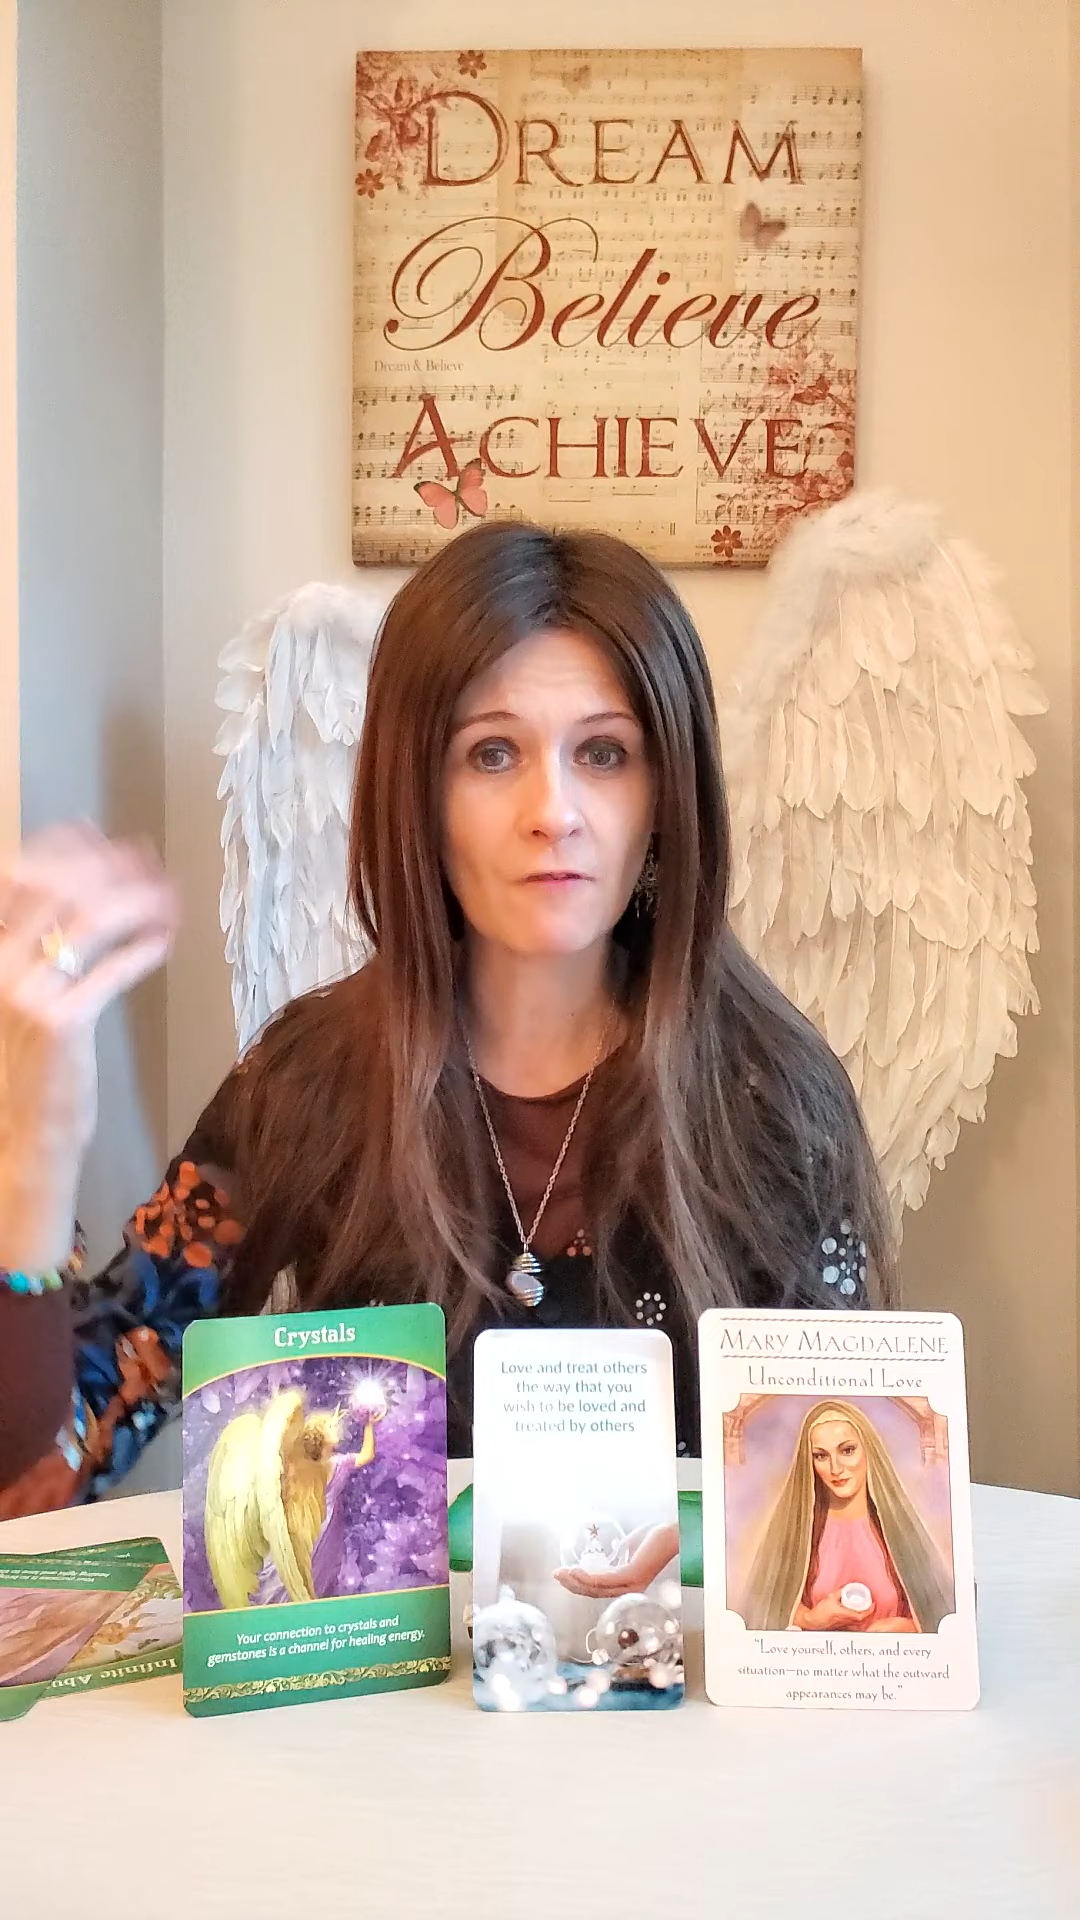 DREAM
Believe
Dream & Believe
ACHIEVE
Crystals
Your connection to crystals and
gemstones is a channel for healing energy.
Love and treat others
the way that you
wish to be loved and
treated by others
MARY MAGDALENE
Unconditional Love
"Love yourself, others, and every
situation—no matter what the outward
appearances may be."
Infinite Abu